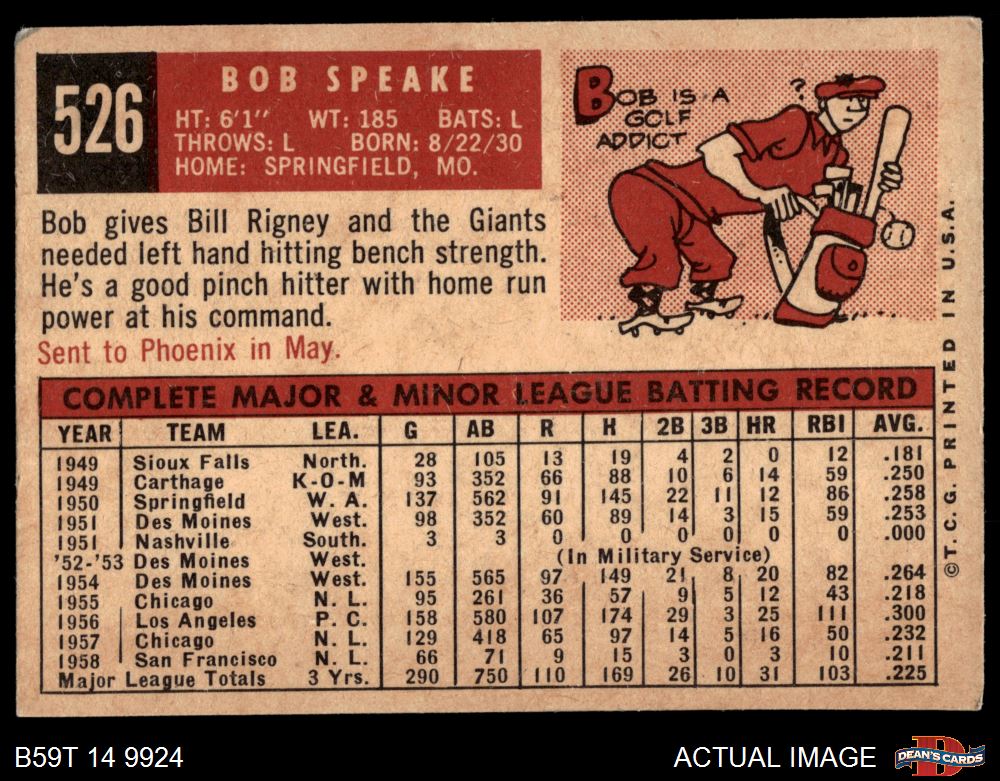 526
BOB SPEAKE
HT: 6'1" WT: 185 BATS: L
THROWS: L BORN: 8/22/30
HOME: SPRINGFIELD, MO.
BOB IS A
GOLF
ADDICT
?
Bob gives Bill Rigney and the Giants
needed left hand hitting bench strength.
He's a good pinch hitter with home run
power at his command.
Sent to Phoenix in May.
COMPLETE MAJOR & MINOR LEAGUE BATTING RECORD
YEAR TEAM LEA. G AB R H 2B 3B HR RBI AVG.
1949 Sioux Falls North. 28 105 13 19 4 2 0 12 .181
1949 Carthage K-O-M 93 352 66 88 10 6 14 59 .250
1950 Springfield W. A. 137 562 91 145 22 11 12 86 .258
1951 Des Moines West. 98 352 60 89 14 3 15 59 .253
1951 Nashville South. 3 3 0 0 0 0 0 0 .000
'52-'53 Des Moines West. (In Military Service)
1954 Des Moines West. 155 565 97 149 21 8 20 82 .264
1955 Chicago N. L. 95 261 36 57 9 5 12 43 .218
1956 Los Angeles P. C. 158 580 107 174 28 3 25 111 .300
1957 Chicago N. L. 129 418 65 97 14 5 16 50 .232
1958 San Francisco N. L. 66 71 9 15 3 0 3 10 .211
Major League Totals 3 Yrs. 290 750 110 169 26 10 31 103 .225
©T. C. G. PRINTED IN U.S.A.
B59T 14 9924
ACTUAL IMAGE
D
DEAN'S CARDS